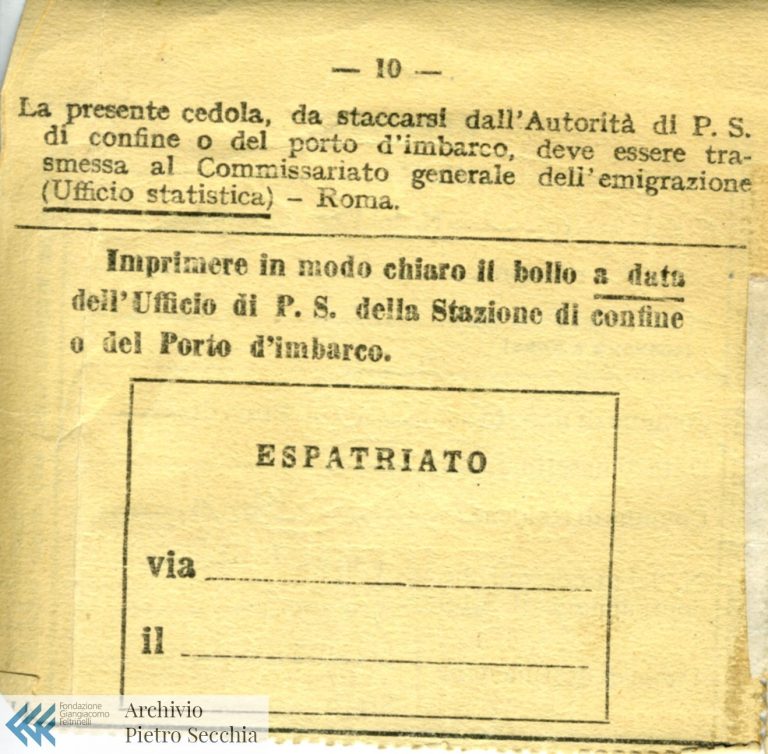 — 10 —
La presente cedola, da staccarsi dall'Autorità di P. S.
di confine o del porto d'imbarco, deve essere tra-
smessa al Commissariato generale dell'emigrazione
(Ufficio statistica) – Roma.
Imprimere in modo chiaro il bollo a data
dell'Ufficio di P. S. della Stazione di confine
o del Porto d'imbarco.
ESPATRIATO
via
il
Fondazione
Giangiacomo
Feltrinelli
Archivio
Pietro Secchia